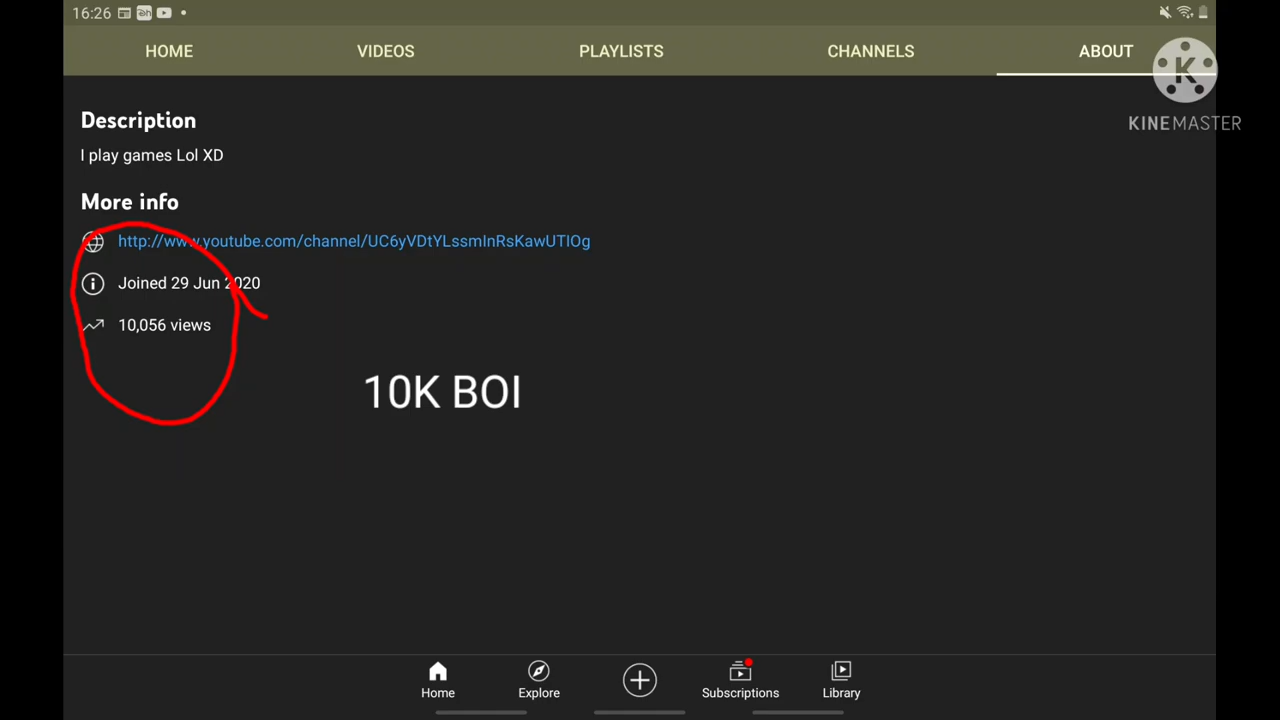 16:26
HOME VIDEOS PLAYLISTS CHANNELS ABOUT
K
KINEMASTER
Description
I play games Lol XD
More info
http://www.youtube.com/channel/UC6yVDtYLssmInRsKawUTIOg
Joined 29 Jun 2020
10,056 views
10K BOI
Home Explore Subscriptions Library